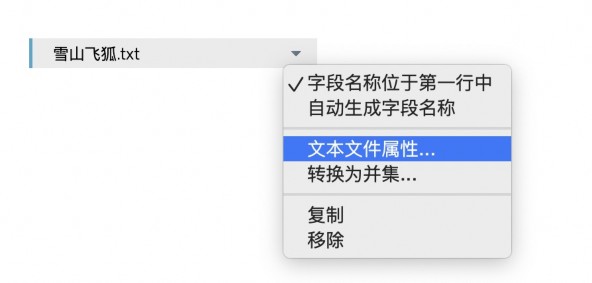 雪山飞狐.txt
✓字段名称位于第一行中
自动生成字段名称
文本文件属性...
转换为并集...
复制
移除